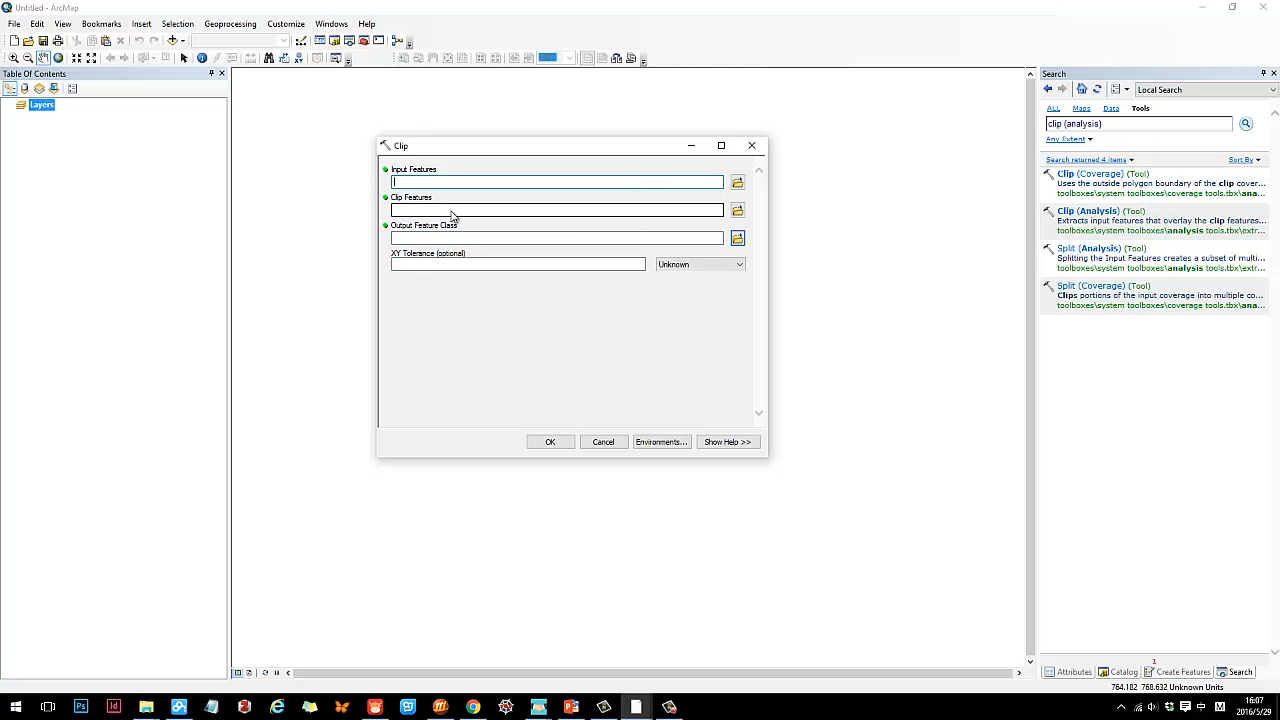 Untitled - ArcMap
File Edit View Bookmarks Insert Selection Geoprocessing Customize Windows Help
Table Of Contents
Layers
Clip
Input Features
Clip Features
Output Feature Class
XY Tolerance (optional)
Unknown
OK Cancel Environments... Show Help >>
Search
Local Search
ALL Maps Data Tools
clip (analysis)
Any Extent
Search returned 4 items Sort By
Clip (Coverage) (Tool)
Uses the outside polygon boundary of the clip cover...
toolboxes\system toolboxes\coverage tools.tbx\ana...
Clip (Analysis) (Tool)
Extracts input features that overlay the clip features...
toolboxes\system toolboxes\analysis tools.tbx\extr...
Split (Analysis) (Tool)
Splitting the Input Features creates a subset of multi...
toolboxes\system toolboxes\analysis tools.tbx\extr...
Split (Coverage) (Tool)
Clips portions of the input coverage into multiple co...
toolboxes\system toolboxes\coverage tools.tbx\ana...
1
Attributes Catalog Create Features Search
764.182 768.632 Unknown Units
Ps Id
中 M
16:07
2016/5/29